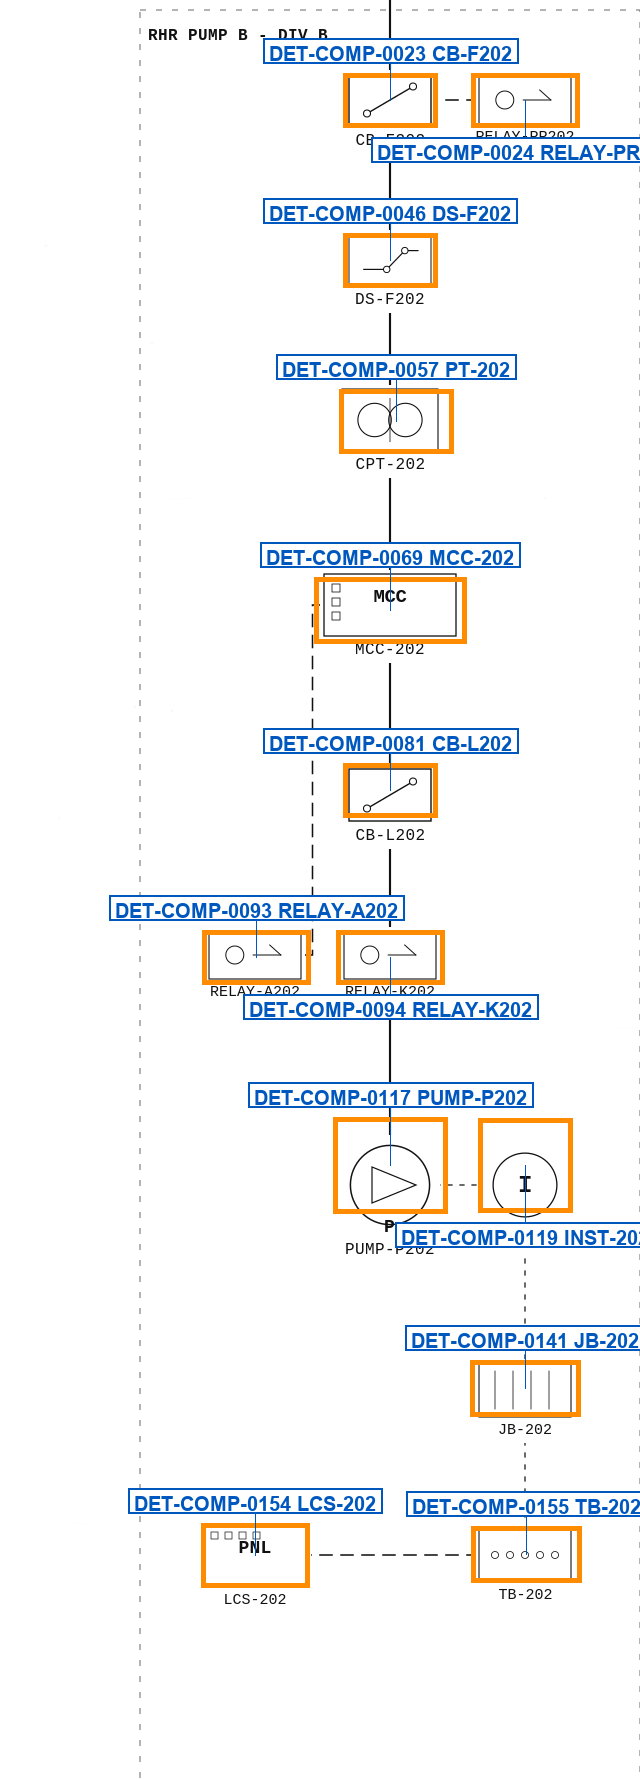 RHR PUMP B - DIV B
DET-COMP-0023 CB-F202
DET-COMP-0024 RELAY-PR
DET-COMP-0046 DS-F202
DS-F202
DET-COMP-0057 PT-202
CPT-202
DET-COMP-0069 MCC-202
MCC
MCC-202
DET-COMP-0081 CB-L202
CB-L202
DET-COMP-0093 RELAY-A202
RELAY-A202
RELAY-K202
DET-COMP-0094 RELAY-K202
DET-COMP-0117 PUMP-P202
I
P
PUMP-P202
DET-COMP-0119 INST-202
DET-COMP-0141 JB-202
JB-202
DET-COMP-0154 LCS-202
DET-COMP-0155 TB-202
PNL
LCS-202
TB-202